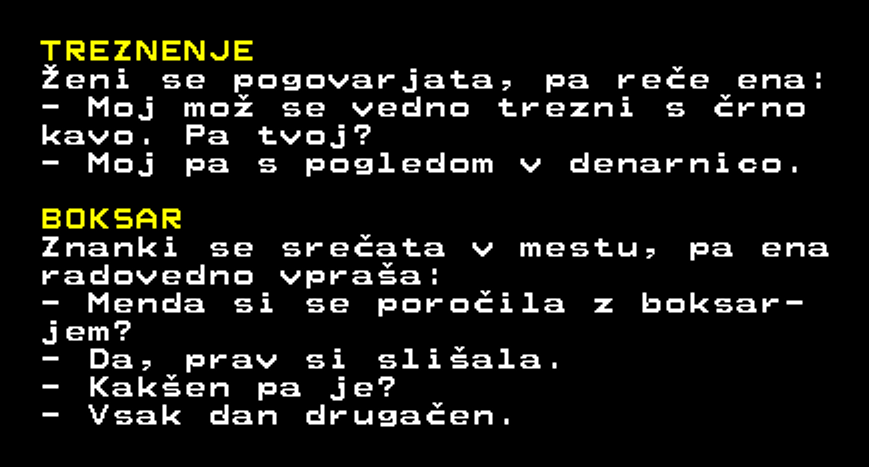 TREZNENJE
Ženi se pogovarjata, pa reče ena:
- Moj mož se vedno trezni s črno
kavo. Pa tvoj?
- Moj pa s pogledom v denarnico.
BOKSAR
Znanki se srečata v mestu, pa ena
radovedno vpraša:
- Menda si se poročila z boksar-
jem?
- Da, prav si slišala.
- Kakšen pa je?
- Vsak dan drugačen.